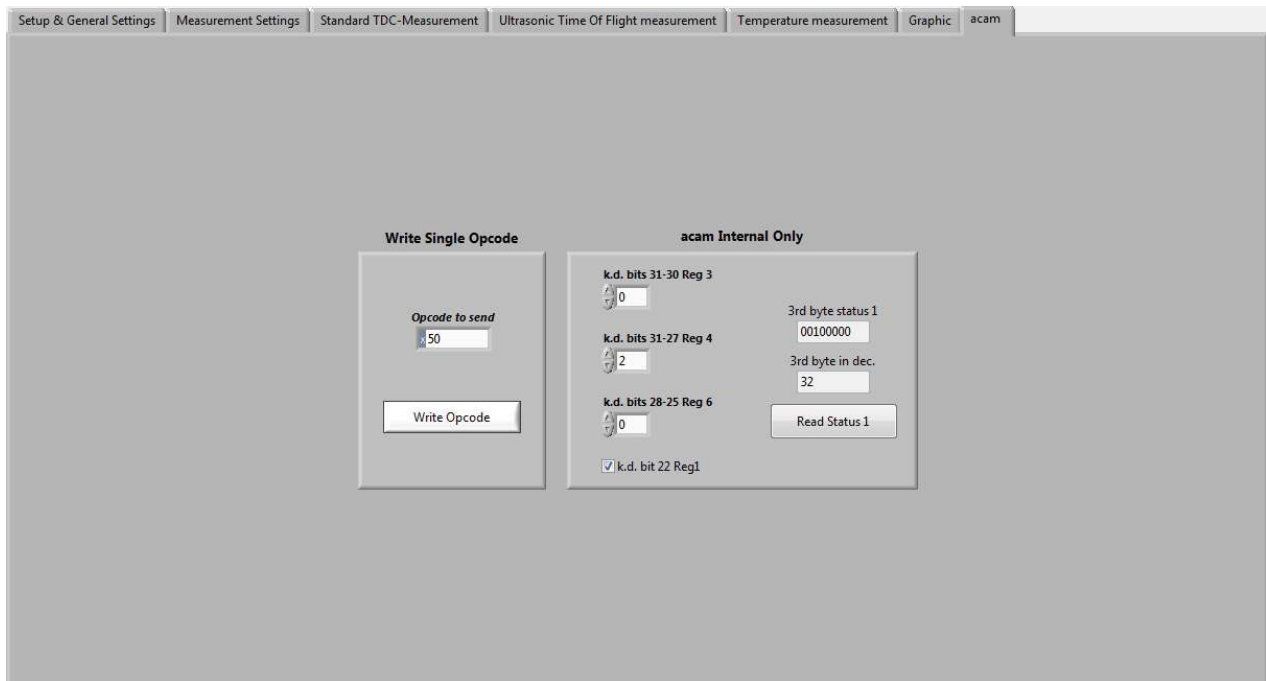 Setup & General Settings
Measurement Settings
Standard TDC-Measurement
Ultrasonic Time Of Flight measurement
Temperature measurement
Graphic
acam
Write Single Opcode
Opcode to send
x 50
Write Opcode
acam Internal Only
k.d. bits 31-30 Reg 3
0
k.d. bits 31-27 Reg 4
2
k.d. bits 28-25 Reg 6
0
k.d. bit 22 Reg1
3rd byte status 1
00100000
3rd byte in dec.
32
Read Status 1